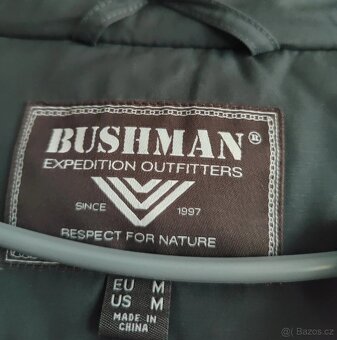 BUSHMAN®
EXPEDITION OUTFITTERS
SINCE 1997
RESPECT FOR NATURE
EU M
US M
MADE IN
CHINA
Bazos.cz